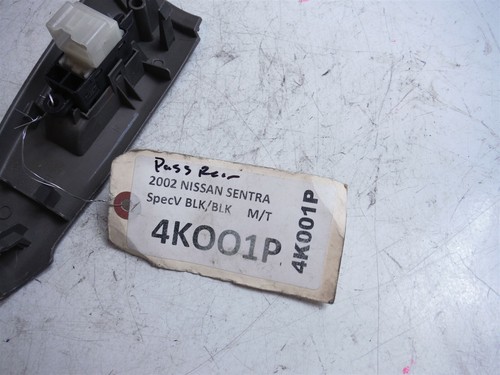 Pass Rear
2002 NISSAN SENTRA
SpecV BLK/BLK M/T
4K001P
4K001P